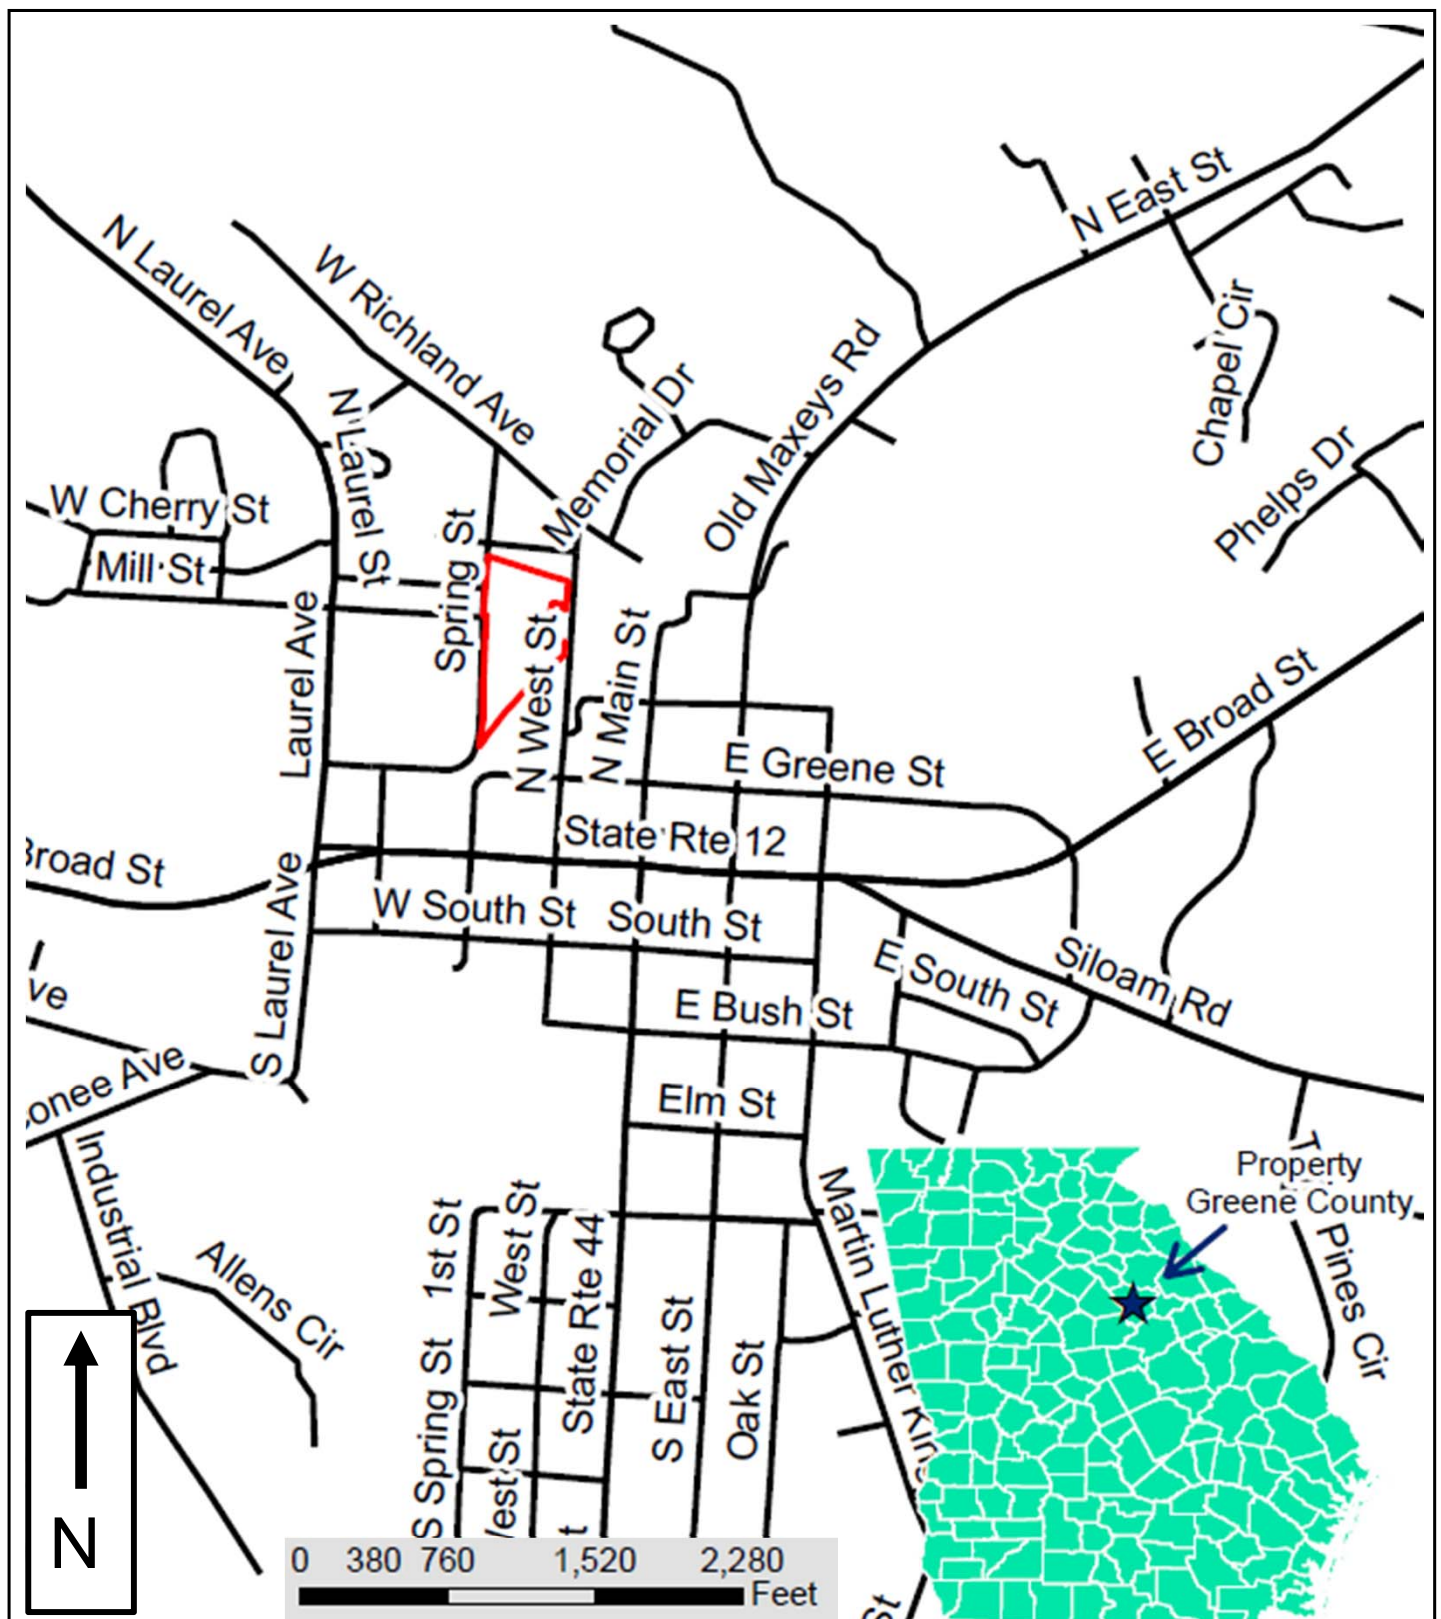 N East St
N Laurel Ave
W Richland Ave
Chapel Cir
Old Maxeys Rd
Memorial Dr
N Laurel St
Phelps Dr
W Cherry St
Spring St
Mill St
Laurel Ave
N West St
N Main St
E Broad St
E Greene St
State Rte 12
Broad St
W South St
South St
S Laurel Ave
E South St
Siloam Rd
ve
E Bush St
onee Ave
Elm St
Industrial Blvd
Property
Greene County
Pines Cir
Martin Luther King
1st St
West St
State Rte 44
Allens Cir
S East St
Oak St
S Spring St
West St
t
St
N
0 380 760 1,520 2,280
Feet